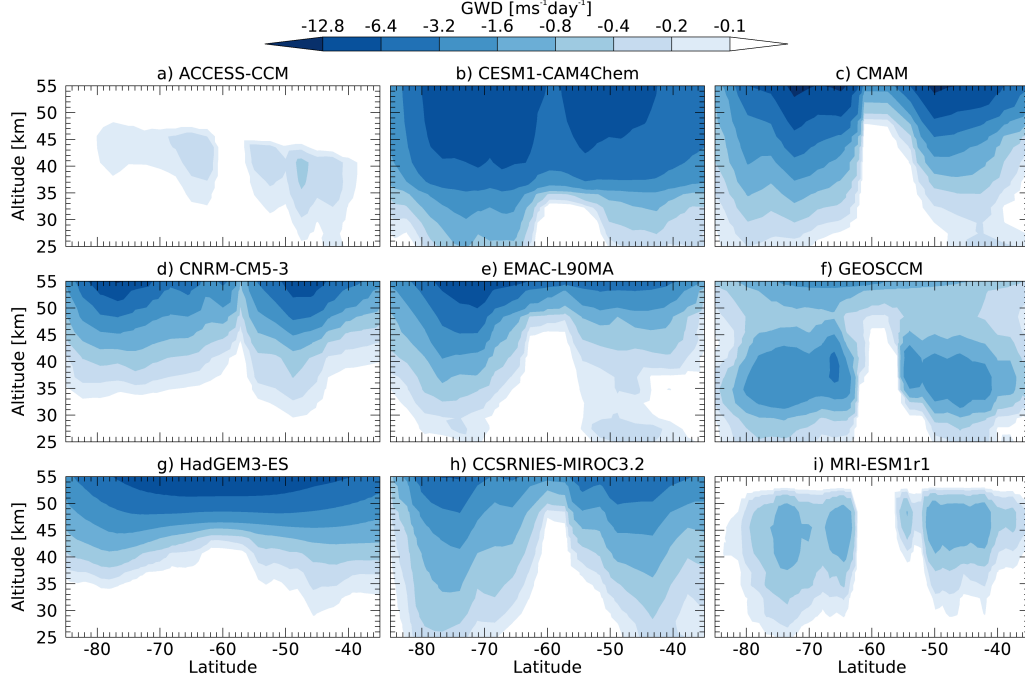 GWD [ms⁻¹day⁻¹]
-12.8 -6.4 -3.2 -1.6 -0.8 -0.4 -0.2 -0.1
a) ACCESS-CCM b) CESM1-CAM4Chem c) CMAM
55
50
45
40
35
30
25
Altitude [km]
d) CNRM-CM5-3 e) EMAC-L90MA f) GEOSCCM
55
50
45
40
35
30
25
Altitude [km]
g) HadGEM3-ES h) CCSRNIES-MIROC3.2 i) MRI-ESM1r1
55
50
45
40
35
30
25
Altitude [km]
-80 -70 -60 -50 -40 -80 -70 -60 -50 -40 -80 -70 -60 -50 -40
Latitude Latitude Latitude